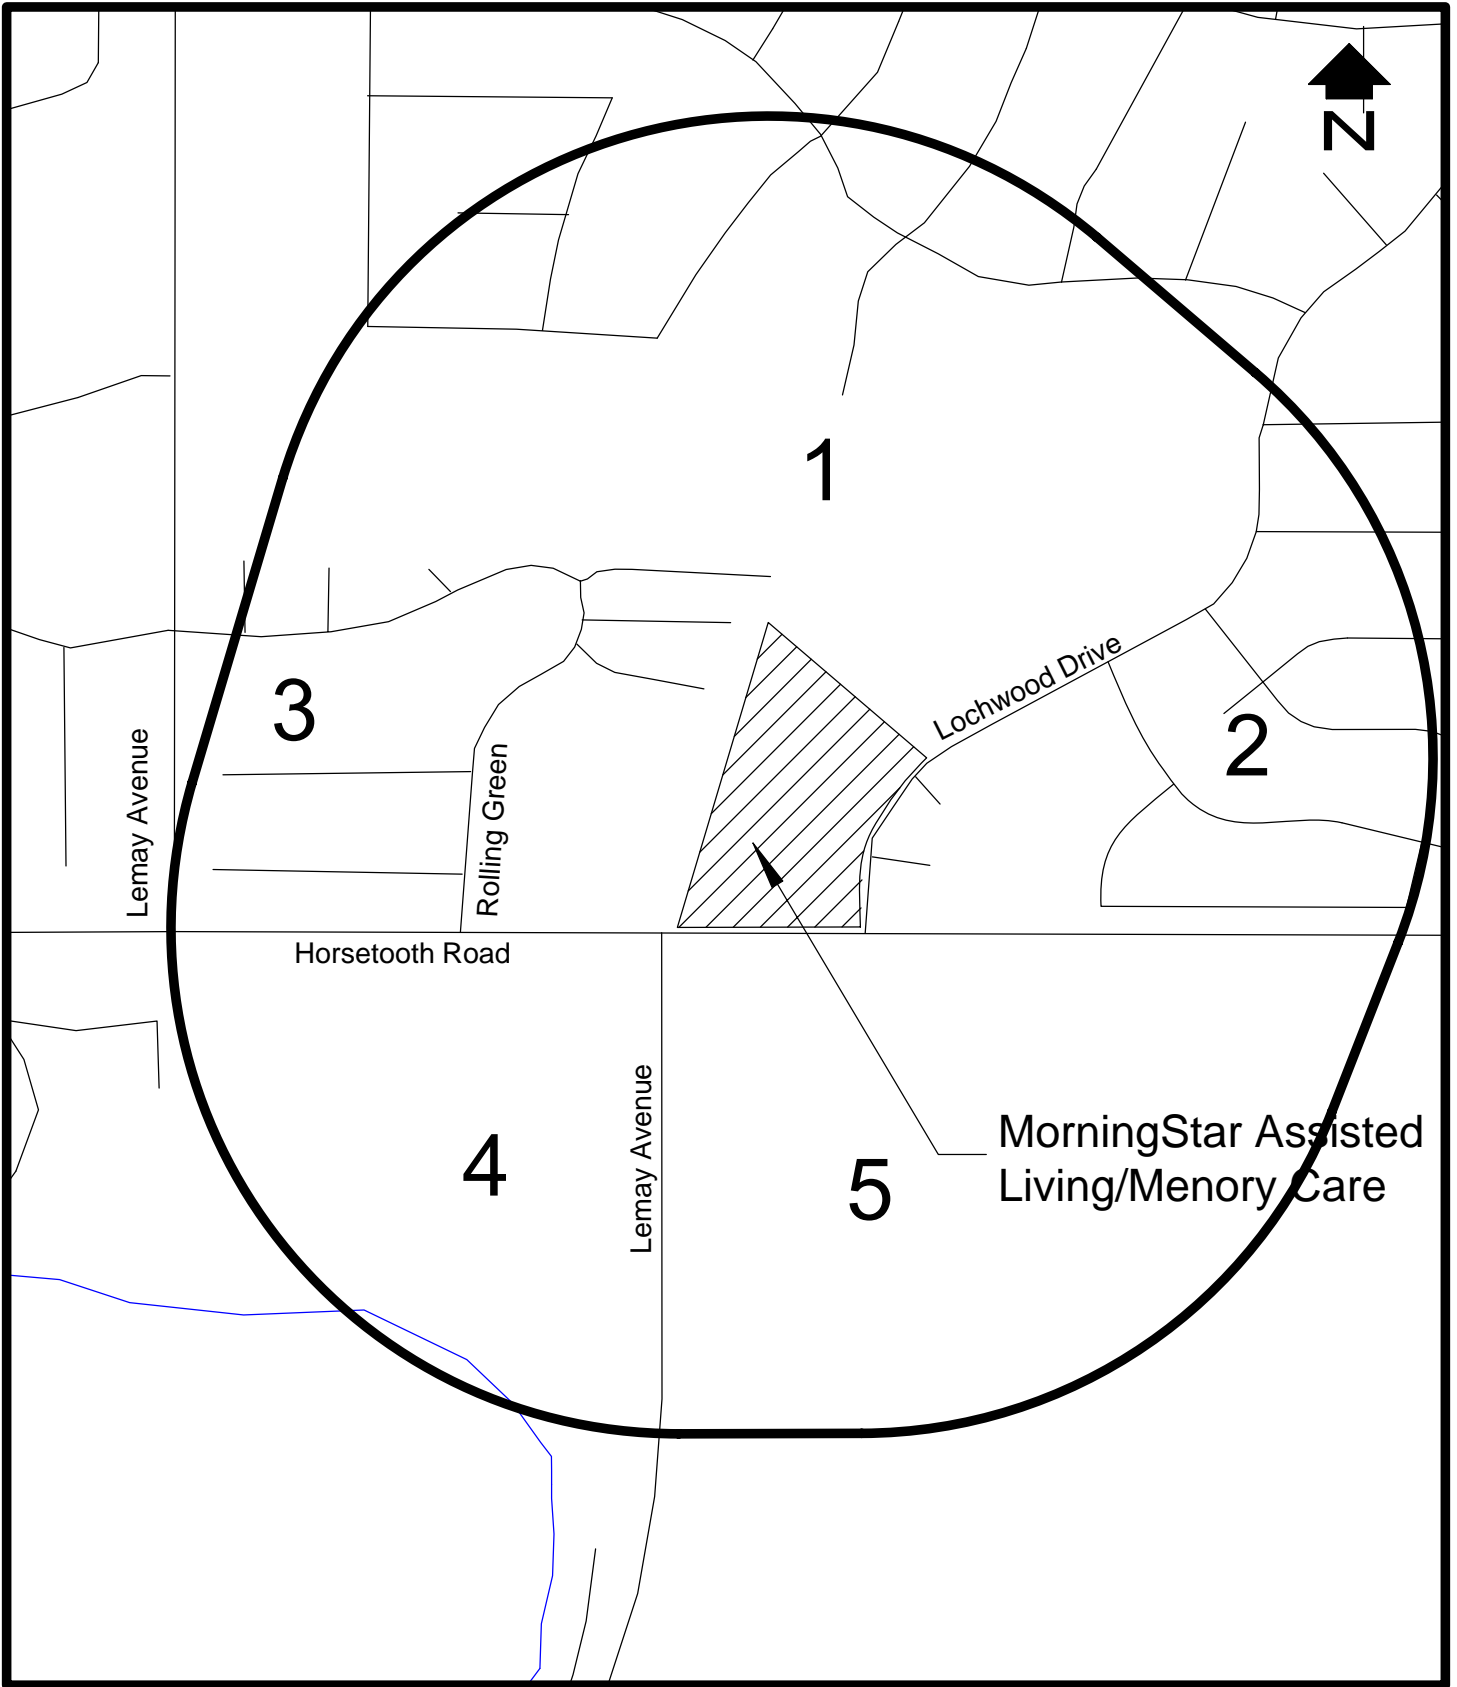 N
1
Lochwood Drive
3
2
Lemay Avenue
Rolling Green
Horsetooth Road
Lemay Avenue
4
5
MorningStar Assisted
Living/Menory Care